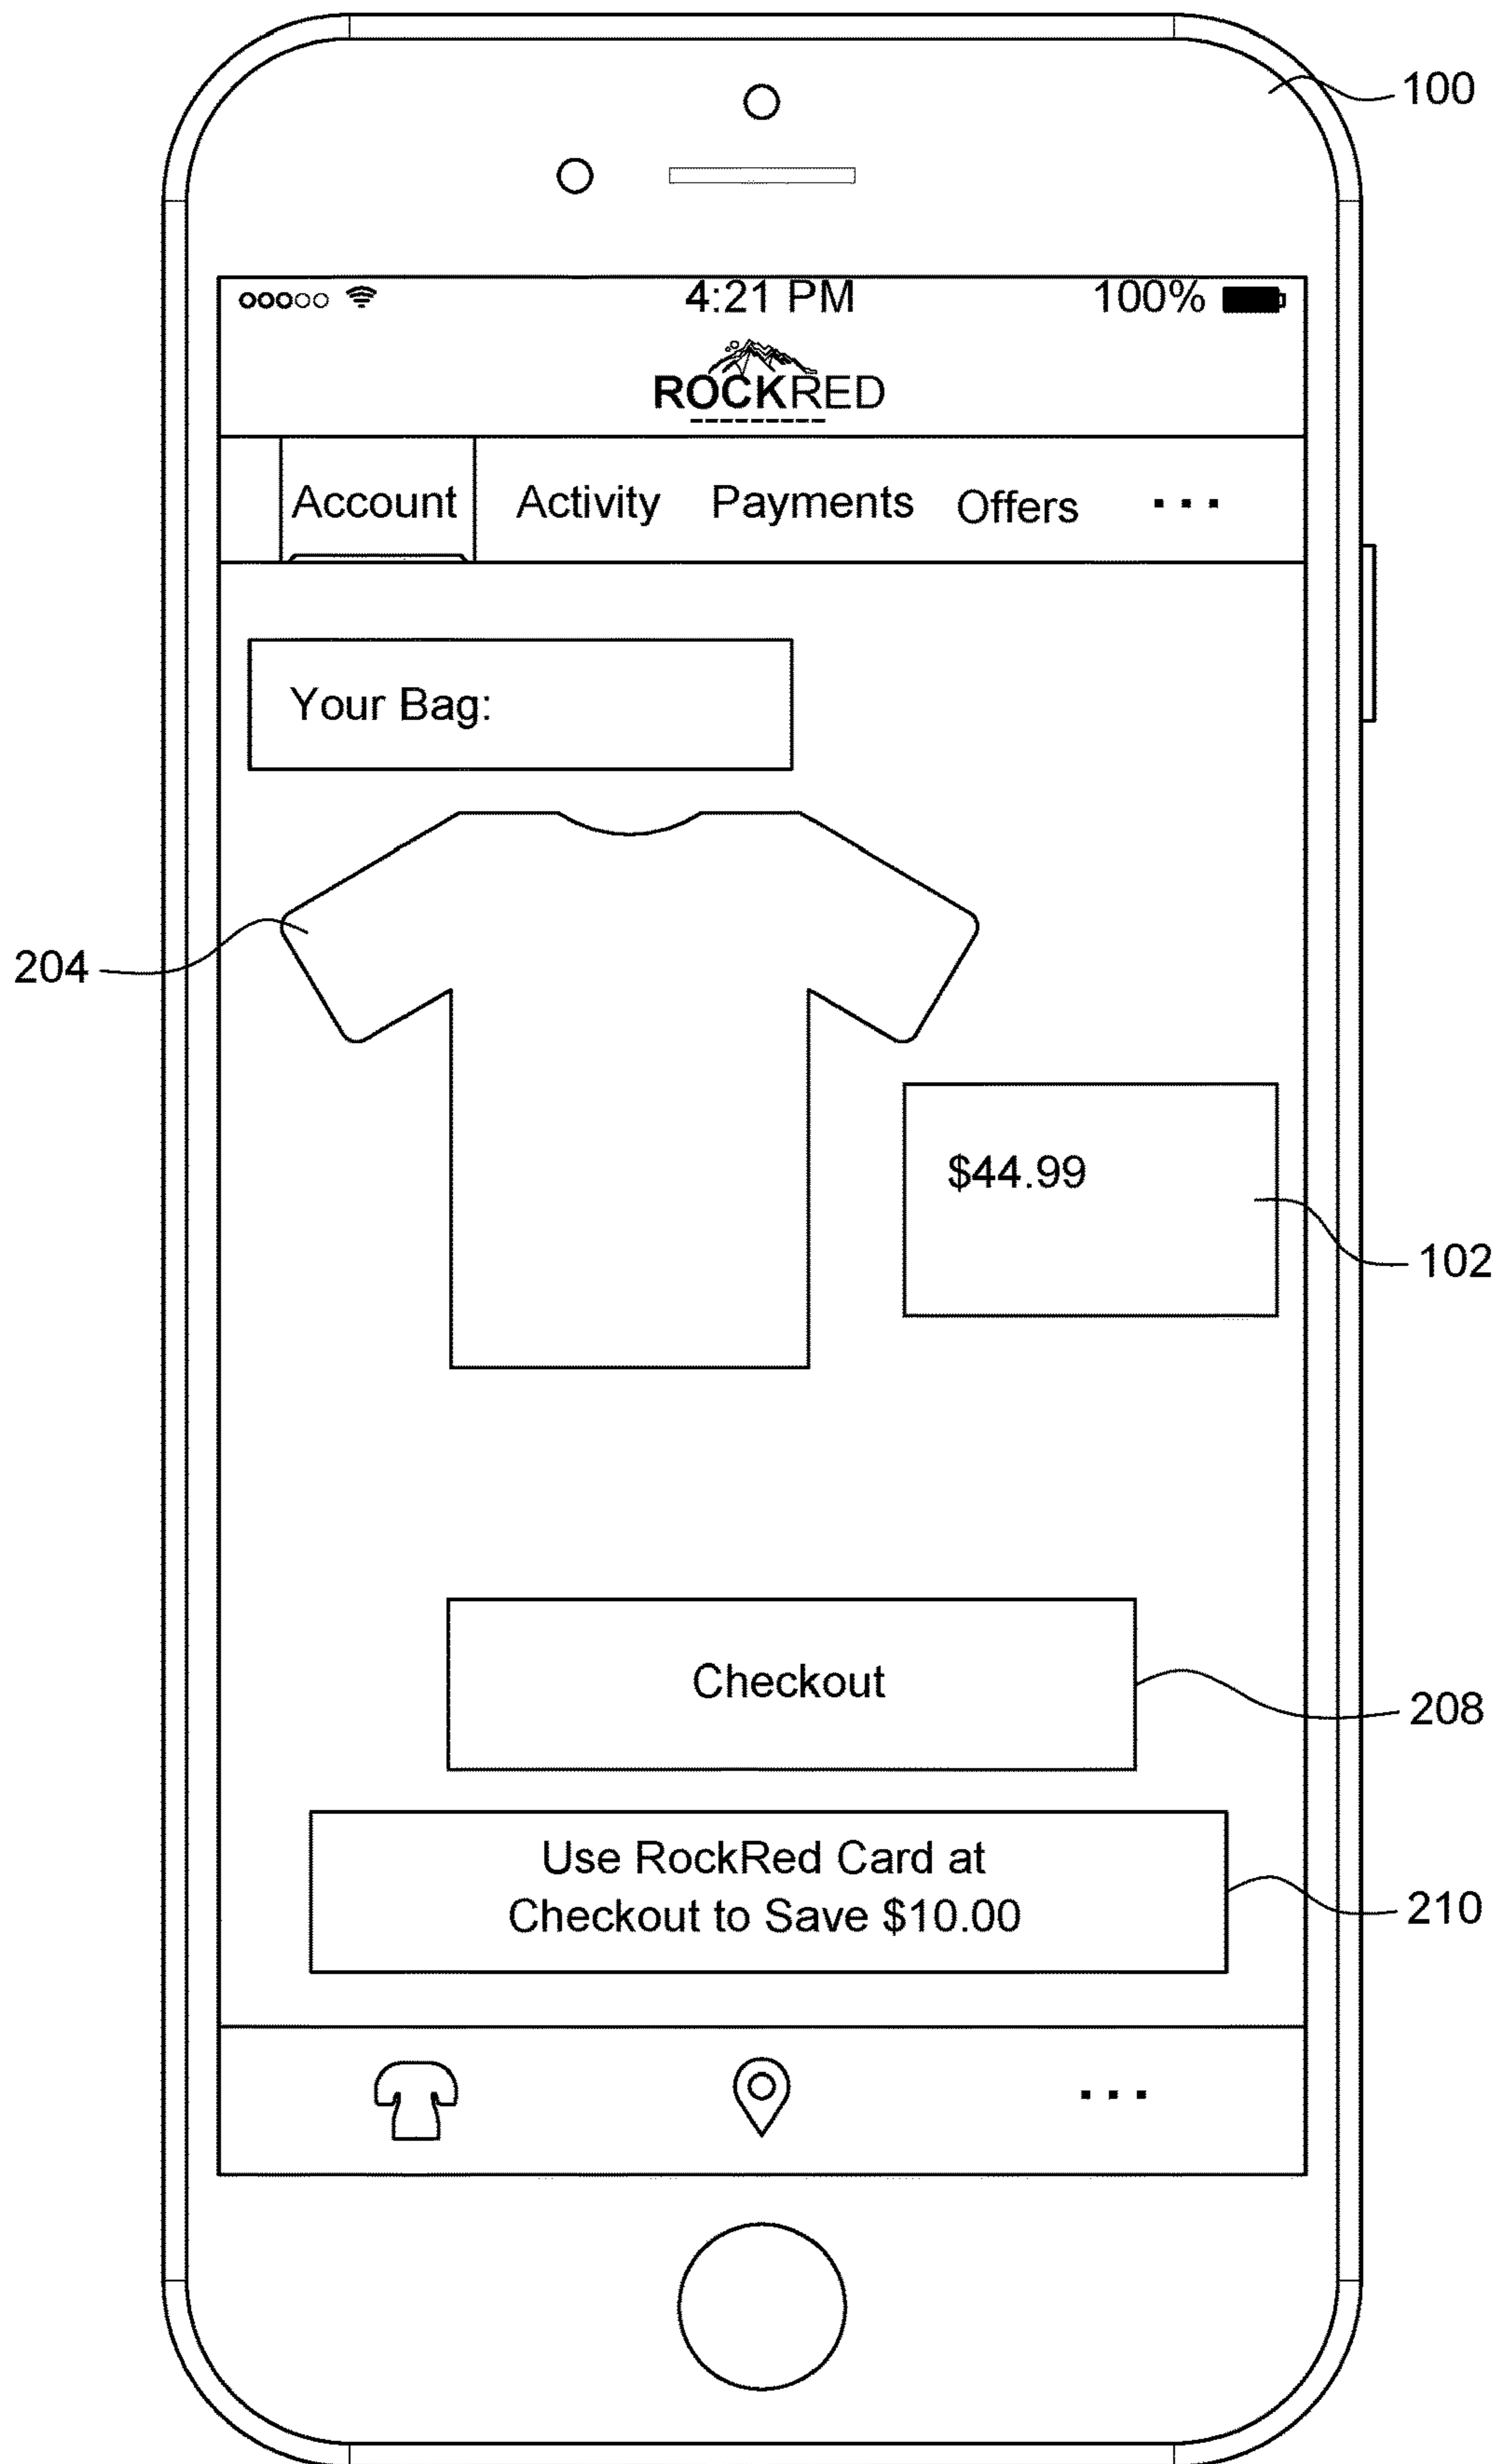 100
4:21 PM 100%
ROCKRED
Account Activity Payments Offers ...
Your Bag:
204
$44.99
102
Checkout
208
Use RockRed Card at
Checkout to Save $10.00
210
...